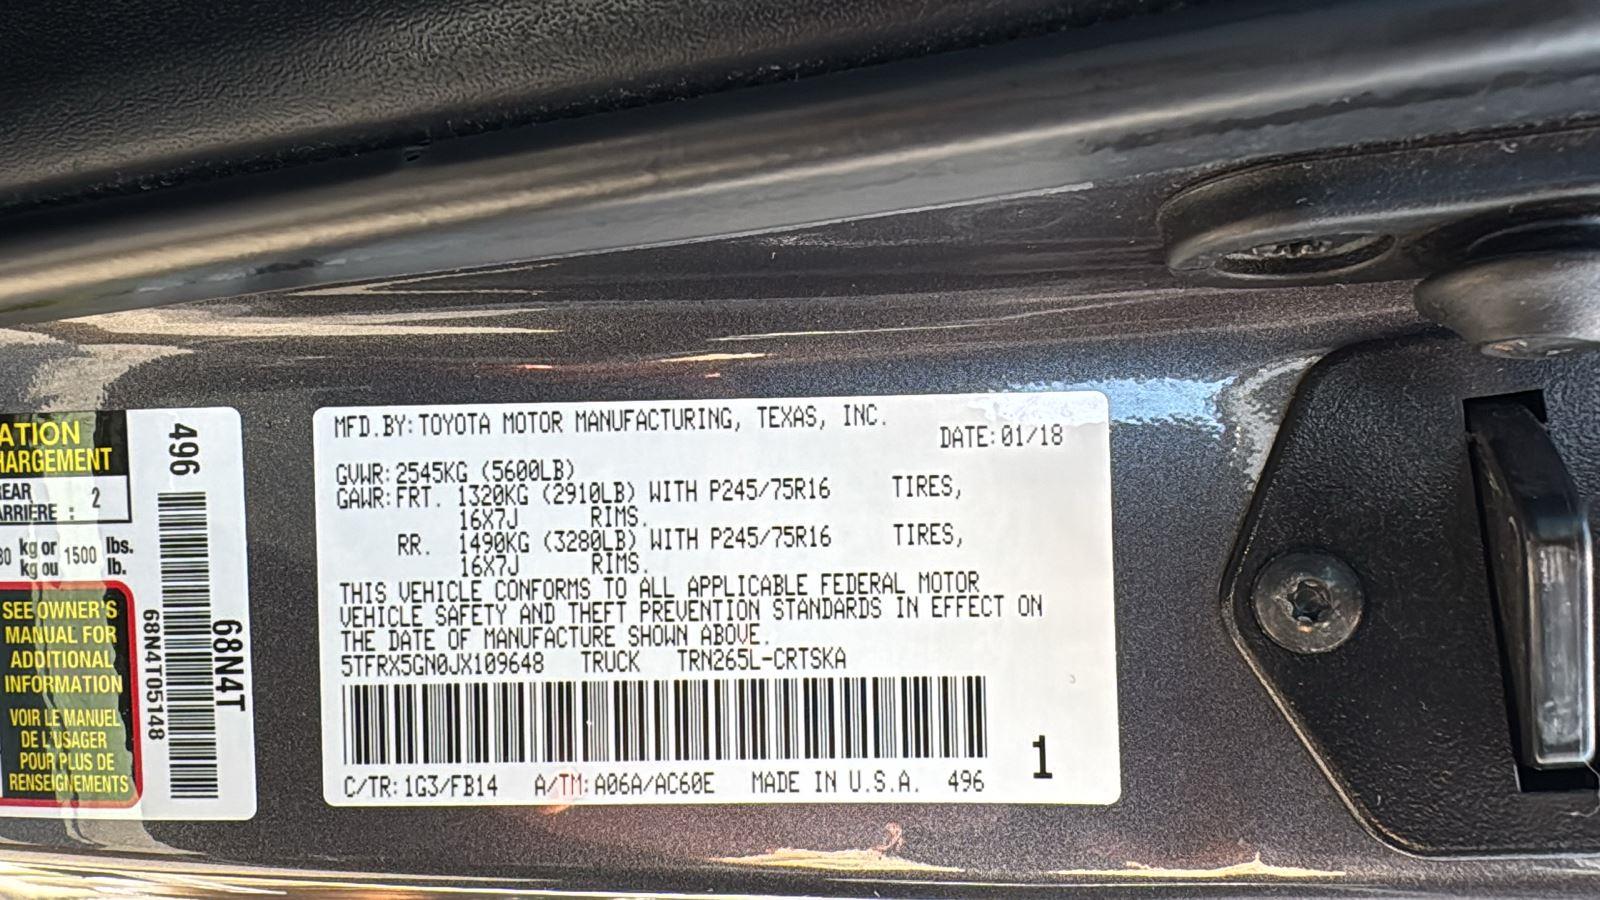 ATION
HARGEMENT
REAR
ARRIÈRE : 2
kg or 1500 lbs.
kg ou lb.
SEE OWNER'S
MANUAL FOR
ADDITIONAL
INFORMATION
VOIR LE MANUEL
DE L'USAGER
POUR PLUS DE
RENSEIGNEMENTS
496
68N4T05148
68N4T
MFD.BY:TOYOTA MOTOR MANUFACTURING, TEXAS, INC.
DATE:01/18
GVWR:2545KG (5600LB)
GAWR:FRT. 1320KG (2910LB) WITH P245/75R16 TIRES,
16X7J RIMS.
RR. 1490KG (3280LB) WITH P245/75R16 TIRES,
16X7J RIMS.
THIS VEHICLE CONFORMS TO ALL APPLICABLE FEDERAL MOTOR
VEHICLE SAFETY AND THEFT PREVENTION STANDARDS IN EFFECT ON
THE DATE OF MANUFACTURE SHOWN ABOVE.
5TFRX5GN0JX109648 TRUCK TRN265L-CRTSKA
1
C/TR:1G3/FB14 A/TM:A06A/AC60E MADE IN U.S.A. 496